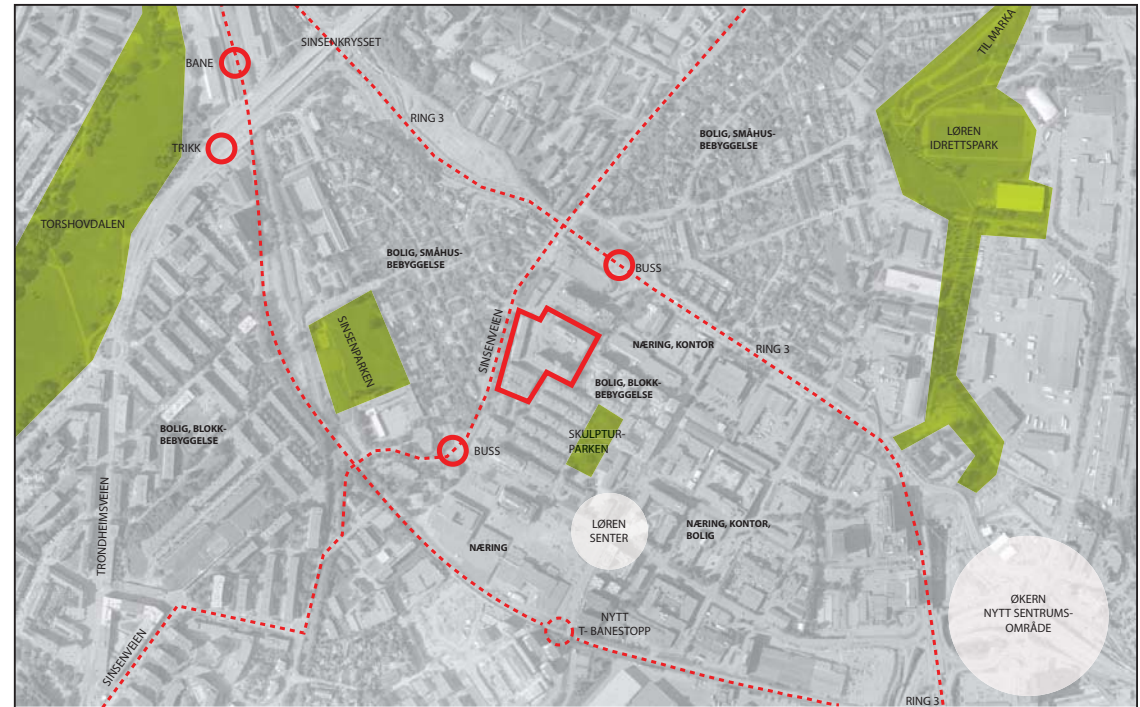 SINSENKRYSSET
BANE
TIL MARKA
RING 3
TRIKK
BOLIG, SMÅHUS-
BEBYGGELSE
LØREN
IDRETTSPARK
TORSHOVDALEN
BOLIG, SMÅHUS-
BEBYGGELSE
BUSS
SINSENPARKEN
SINSENVEIEN
NÆRING, KONTOR
RING 3
BOLIG, BLOKK-
BEBYGGELSE
BOLIG, BLOKK-
BEBYGGELSE
SKULPTUR-
PARKEN
BUSS
TRONDHEIMSVEIEN
LØREN
SENTER
NÆRING, KONTOR,
BOLIG
NÆRING
ØKERN
NYTT SENTRUMS-
OMRÅDE
NYTT
T- BANESTOPP
SINSENVEIEN
RING 3